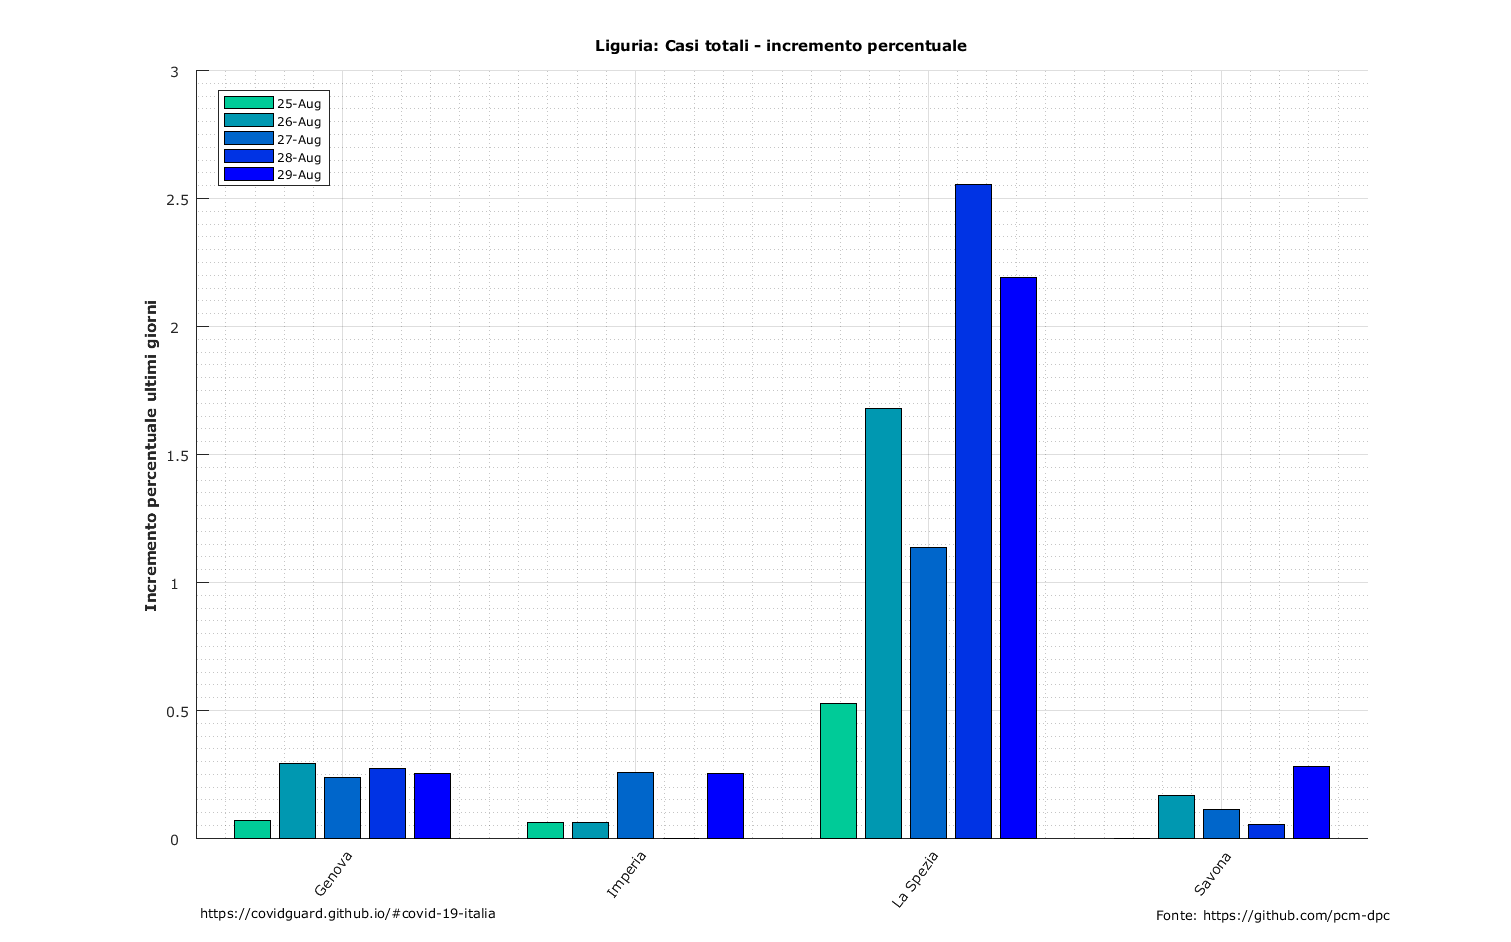 Liguria: Casi totali - incremento percentuale
3
2.5
2
1.5
1
0.5
0
25-Aug
26-Aug
27-Aug
28-Aug
29-Aug
Incremento percentuale ultimi giorni
Genova
Imperia
La Spezia
Savona
https://covidguard.github.io/#covid-19-italia
Fonte: https://github.com/pcm-dpc